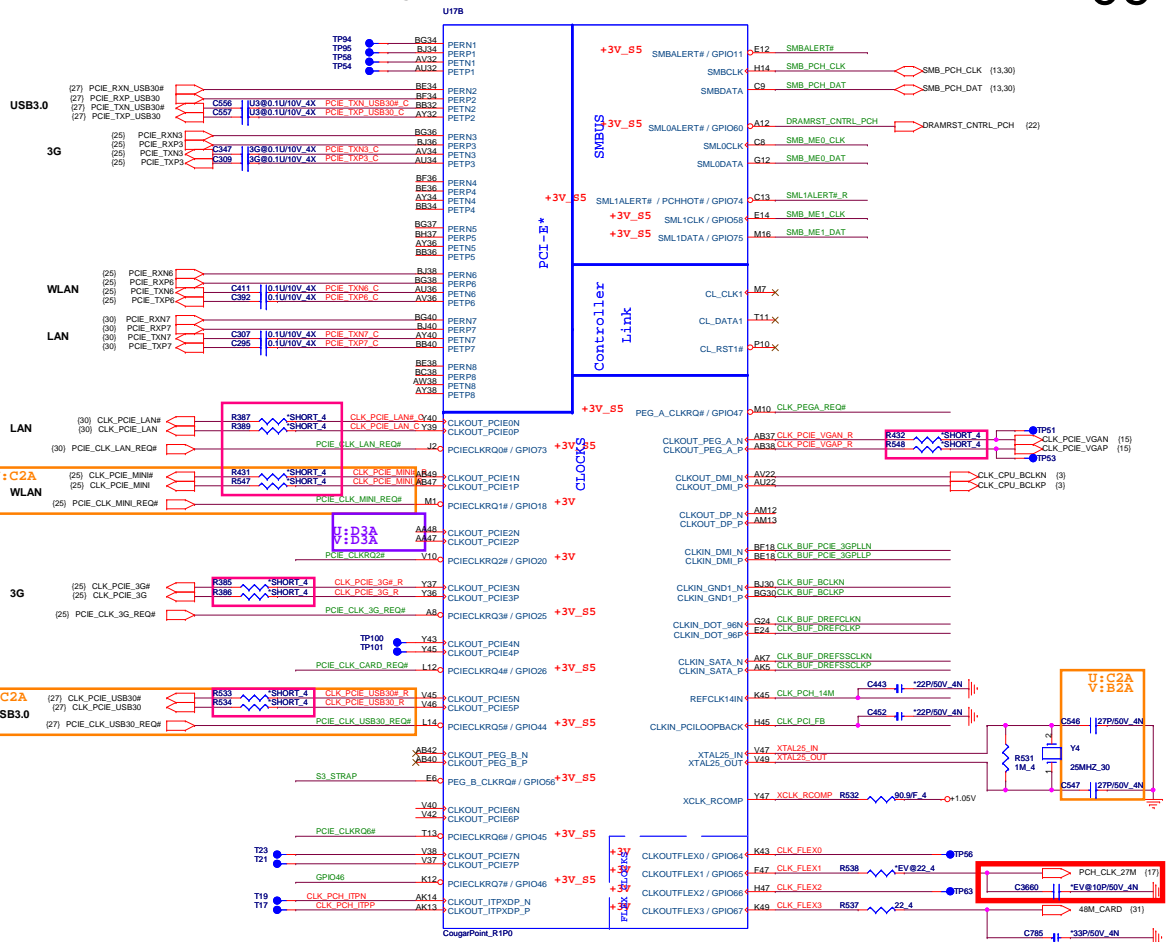 U17B
TP94 BG34 PERN1
TP95 BJ34 PERP1
TP58 AV32 PETN1
TP54 AU32 PETP1
USB3.0
(27) PCIE_RXN_USB30# BE34 PERN2
(27) PCIE_RXP_USB30 BF34 PERP2
(27) PCIE_TXN_USB30# C556 U3@0.1U/10V_4X PCIE_TXN_USB30#_C BB32 PETN2
(27) PCIE_TXP_USB30 C557 U3@0.1U/10V_4X PCIE_TXP_USB30_C AY32 PETP2
3G
(25) PCIE_RXN3 BG36 PERN3
(25) PCIE_RXP3 BJ36 PERP3
(25) PCIE_TXN3 C347 3G@0.1U/10V_4X PCIE_TXN3_C AV34 PETN3
(25) PCIE_TXP3 C309 3G@0.1U/10V_4X PCIE_TXP3_C AU34 PETP3
BF36 PERN4
BE36 PERP4
AY34 PETN4
BB34 PETP4
BG37 PERN5
BH37 PERP5
AY36 PETN5
BB36 PETP5
WLAN
(25) PCIE_RXN6 BJ38 PERN6
(25) PCIE_RXP6 BG38 PERP6
(25) PCIE_TXN6 C411 0.1U/10V_4X PCIE_TXN6_C AU36 PETN6
(25) PCIE_TXP6 C392 0.1U/10V_4X PCIE_TXP6_C AV36 PETP6
LAN
(30) PCIE_RXN7 BG40 PERN7
(30) PCIE_RXP7 BJ40 PERP7
(30) PCIE_TXN7 C307 0.1U/10V_4X PCIE_TXN7_C AY40 PETN7
(30) PCIE_TXP7 C295 0.1U/10V_4X PCIE_TXP7_C BB40 PETP7
BE38 PERN8
BC38 PERP8
AW38 PETN8
AY38 PETP8
PCI-E*
LAN
(30) CLK_PCIE_LAN# R387 *SHORT_4 CLK_PCIE_LAN#_C Y40 CLKOUT_PCIE0N
(30) CLK_PCIE_LAN R389 *SHORT_4 CLK_PCIE_LAN_C Y39 CLKOUT_PCIE0P
(30) PCIE_CLK_LAN_REQ# PCIE_CLK_LAN_REQ# J2 PCIECLKRQ0# / GPIO73 +3V_S5
:C2A
WLAN
(25) CLK_PCIE_MINI# R431 *SHORT_4 CLK_PCIE_MINI#_R AB49 CLKOUT_PCIE1N
(25) CLK_PCIE_MINI R547 *SHORT_4 CLK_PCIE_MINI AB47 CLKOUT_PCIE1P
(25) PCIE_CLK_MINI_REQ# PCIE_CLK_MINI_REQ# M1 PCIECLKRQ1# / GPIO18 +3V
U:D3A
V:D3A
AA48 CLKOUT_PCIE2N
AA47 CLKOUT_PCIE2P
PCIE_CLKRQ2# V10 PCIECLKRQ2# / GPIO20 +3V
3G
(25) CLK_PCIE_3G# R385 *SHORT_4 CLK_PCIE_3G#_R Y37 CLKOUT_PCIE3N
(25) CLK_PCIE_3G R386 *SHORT_4 CLK_PCIE_3G_R Y36 CLKOUT_PCIE3P
(25) PCIE_CLK_3G_REQ# PCIE_CLK_3G_REQ# A8 PCIECLKRQ3# / GPIO25 +3V_S5
TP100 Y43 CLKOUT_PCIE4N
TP101 Y45 CLKOUT_PCIE4P
PCIE_CLK_CARD_REQ# L12 PCIECLKRQ4# / GPIO26 +3V_S5
C2A
SB3.0
(27) CLK_PCIE_USB30# R533 *SHORT_4 CLK_PCIE_USB30#_R V45 CLKOUT_PCIE5N
(27) CLK_PCIE_USB30 R534 *SHORT_4 CLK_PCIE_USB30_R V46 CLKOUT_PCIE5P
(27) PCIE_CLK_USB30_REQ# PCIE_CLK_USB30_REQ# L14 PCIECLKRQ5# / GPIO44 +3V_S5
AB42 CLKOUT_PEG_B_N
AB40 CLKOUT_PEG_B_P
S3_STRAP E6 PEG_B_CLKRQ# / GPIO56 +3V_S5
V40 CLKOUT_PCIE6N
V42 CLKOUT_PCIE6P
PCIE_CLKRQ6# T13 PCIECLKRQ6# / GPIO45 +3V_S5
T23 V38 CLKOUT_PCIE7N
T21 V37 CLKOUT_PCIE7P
GPIO46 K12 PCIECLKRQ7# / GPIO46 +3V_S5
T19 CLK_PCH_ITPN AK14 CLKOUT_ITPXDP_N
T17 CLK_PCH_ITPP AK13 CLKOUT_ITPXDP_P
CougarPoint_R1P0
SMBUS
+3V_S5 SMBALERT# / GPIO11 E12 SMBALERT#
SMBCLK H14 SMB_PCH_CLK SMB_PCH_CLK (13,30)
SMBDATA C9 SMB_PCH_DAT SMB_PCH_DAT (13,30)
+3V_S5 SML0ALERT# / GPIO60 A12 DRAMRST_CNTRL_PCH DRAMRST_CNTRL_PCH (22)
SML0CLK C8 SMB_ME0_CLK
SML0DATA G12 SMB_ME0_DAT
+3V_S5 SML1ALERT# / PCHHOT# / GPIO74 C13 SML1ALERT#_R
+3V_S5 SML1CLK / GPIO58 E14 SMB_ME1_CLK
+3V_S5 SML1DATA / GPIO75 M16 SMB_ME1_DAT
Controller
Link
CL_CLK1 M7
CL_DATA1 T11
CL_RST1# P10
CLOCKS
+3V_S5 PEG_A_CLKRQ# / GPIO47 M10 CLK_PEGA_REQ#
TP51
CLKOUT_PEG_A_N AB37 CLK_PCIE_VGAN_R R432 *SHORT_4 CLK_PCIE_VGAN (15)
CLKOUT_PEG_A_P AB38 CLK_PCIE_VGAP_R R548 *SHORT_4 CLK_PCIE_VGAP (15)
TP53
CLKOUT_DMI_N AV22 CLK_CPU_BCLKN (3)
CLKOUT_DMI_P AU22 CLK_CPU_BCLKP (3)
CLKOUT_DP_N AM12
CLKOUT_DP_P AM13
CLKIN_DMI_N BF18 CLK_BUF_PCIE_3GPLLN
CLKIN_DMI_P BE18 CLK_BUF_PCIE_3GPLLP
CLKIN_GND1_N BJ30 CLK_BUF_BCLKN
CLKIN_GND1_P BG30 CLK_BUF_BCLKP
CLKIN_DOT_96N G24 CLK_BUF_DREFCLKN
CLKIN_DOT_96P E24 CLK_BUF_DREFCLKP
CLKIN_SATA_N AK7 CLK_BUF_DREFSSCLKN
CLKIN_SATA_P AK5 CLK_BUF_DREFSSCLKP
REFCLK14IN K45 CLK_PCH_14M C443 *22P/50V_4N
CLKIN_PCILOOPBACK H45 CLK_PCI_FB C452 *22P/50V_4N
U:C2A
V:B2A
XTAL25_IN V47 XTAL25_IN
XTAL25_OUT V49 XTAL25_OUT
C546 27P/50V_4N
R531 1M_4
2 Y4
1 25MHZ_30
C547 27P/50V_4N
XCLK_RCOMP Y47 XCLK_RCOMP R532 90.9/F_4 +1.05V
FLEX CLOCKS
+3V CLKOUTFLEX0 / GPIO64 K43 CLK_FLEX0 TP56
+3V CLKOUTFLEX1 / GPIO65 F47 CLK_FLEX1 R538 *EV@22_4 PCH_CLK_27M (17)
C3660 *EV@10P/50V_4N
+3V CLKOUTFLEX2 / GPIO66 H47 CLK_FLEX2 TP63
+3V CLKOUTFLEX3 / GPIO67 K49 CLK_FLEX3 R537 22_4 48M_CARD (31)
C785 *33P/50V_4N